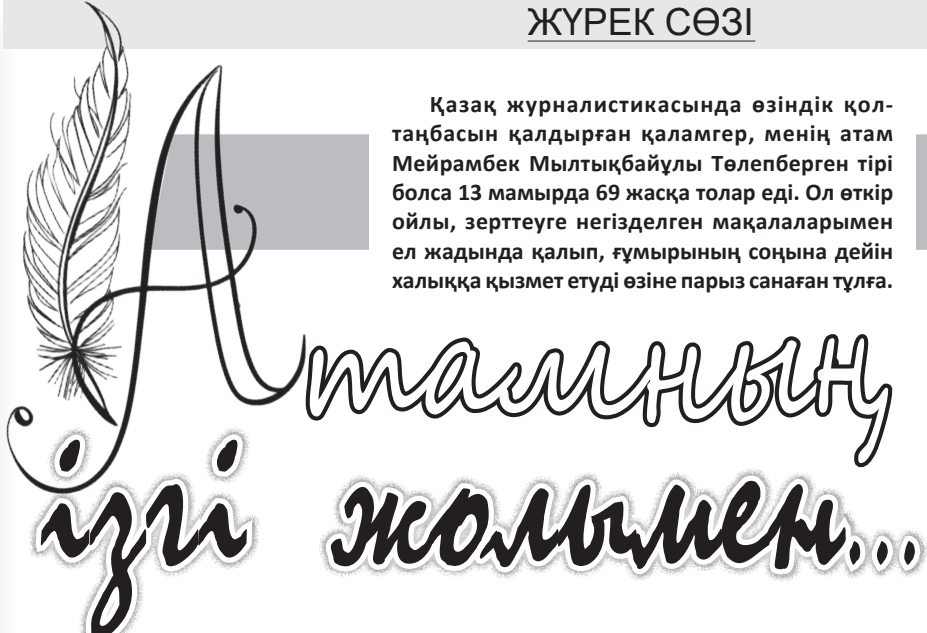 ЖҮРЕК СӨЗІ
Қазақ журналистикасында өзіндік қол-
таңбасын қалдырған қаламгер, менің атам
Мейрамбек Мылтықбайұлы Төлепберген тірі
болса 13 мамырда 69 жасқа толар еді. Ол өткір
ойлы, зерттеуге негізделген мақалаларымен
ел жадында қалып, ғұмырының соңына дейін
халыққа қызмет етуді өзіне парыз санаған тұлға.
Атамның
ізгі жолымен...